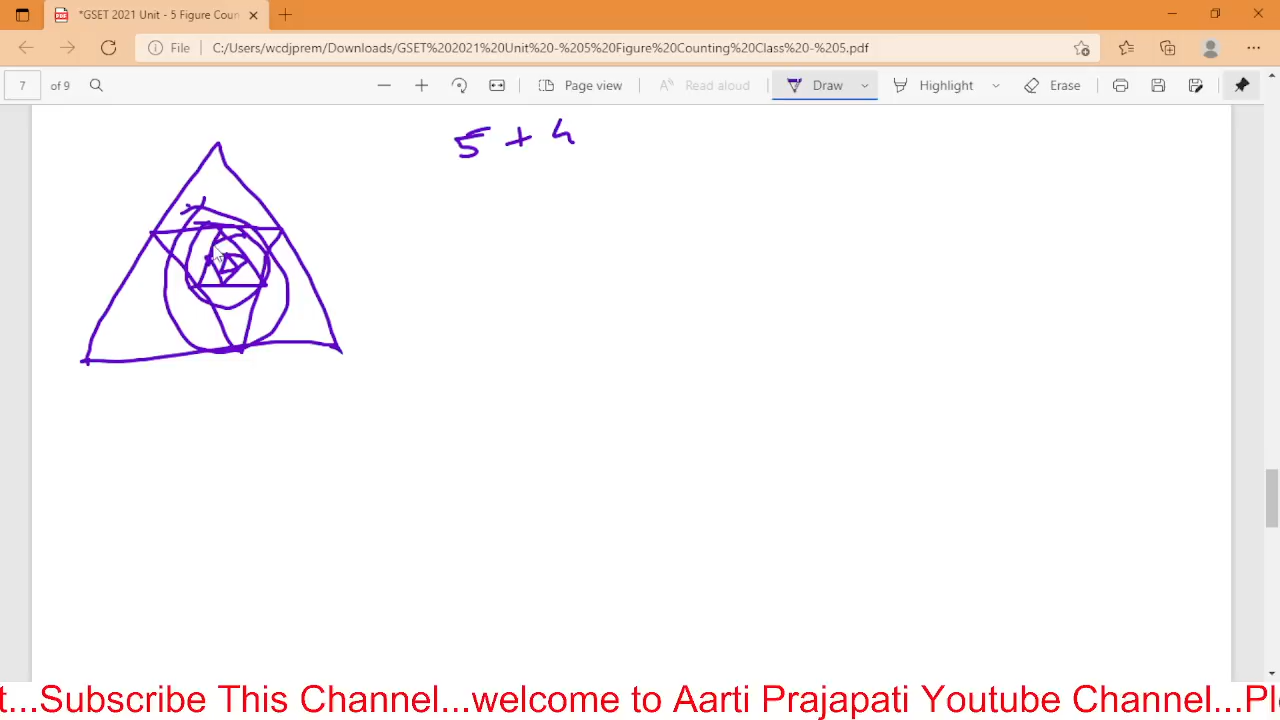 *GSET 2021 Unit - 5 Figure Coun
File C:/Users/wcdjprem/Downloads/GSET%202021%20Unit%20-%205%20Figure%20Counting%20Class%20-%205.pdf
7 of 9 Page view Read aloud Draw Highlight Erase
5 + 4
t...Subscribe This Channel...welcome to Aarti Prajapati Youtube Channel...Pl